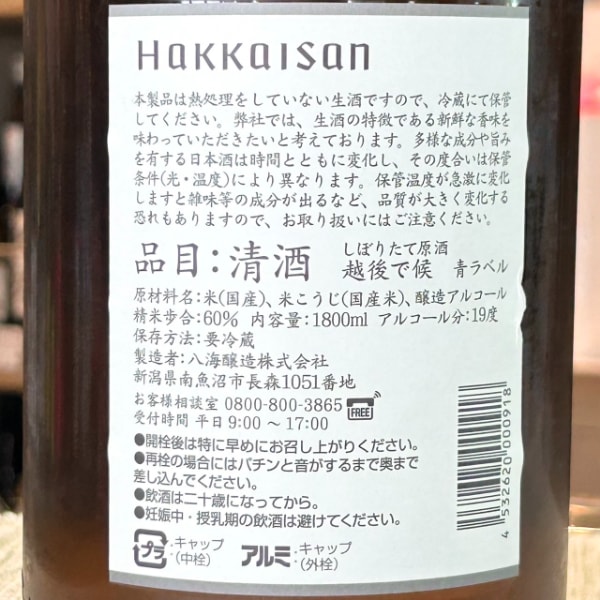 HaKKaISan
本製品は熱処理をしていない生酒ですので、冷蔵にて保管
してください。弊社では、生酒の特徴である新鮮な香味を
味わっていただきたいと考えております。多様な成分や旨み
を有する日本酒は時間とともに変化し、その度合いは保管
条件(光・温度)により異なります。保管温度が急激に変化
しますと雑味等の成分が出るなど、品質が大きく変化する
恐れもありますので、お取り扱いにはご注意ください。
品目:清酒 しぼりたて原酒
越後で候 青ラベル
原材料名:米(国産)、米こうじ(国産米)、醸造アルコール
精米歩合:60% 内容量:1800ml アルコール分:19度
保存方法:要冷蔵
製造者:八海醸造株式会社
新潟県南魚沼市長森1051番地
お客様相談室 0800-800-3865 FREE
受付時間 平日 9:00 〜 17:00
●開栓後は特に早めにお召し上がりください。
●再栓の場合にはパチンと音がするまで奥まで
差し込んでください。
●飲酒は二十歳になってから。
●妊娠中・授乳期の飲酒は避けてください。
プラ ・キャップ
(中栓)
アルミ ・キャップ
(外栓)
4 532620 000918